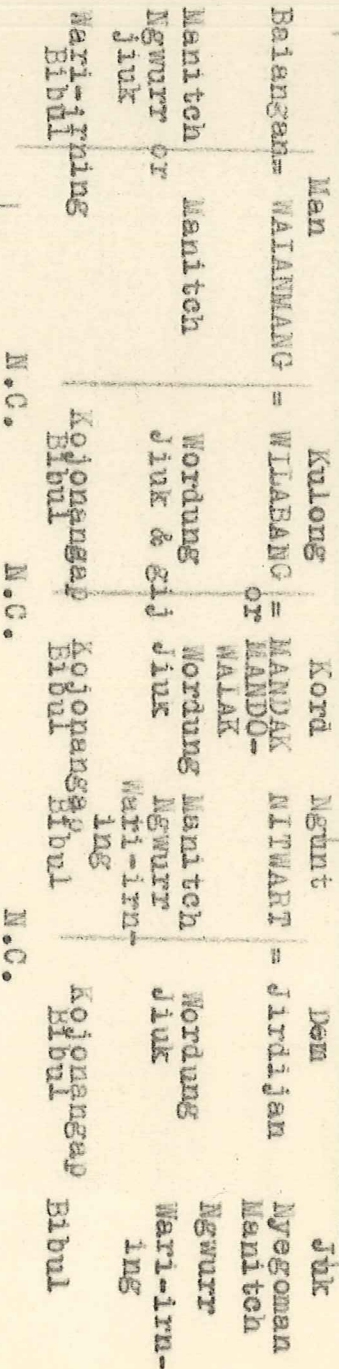 Man Kulong Kord Ngunt Dem Juk
Baiangan= WAIANMANG = WILABANG = MANDAK NITWART = Jirdijan Nyegoman
or MANDO- Manitch
WALAK Ngwurr
Manitch Manitch Wordung Wordung Manitch Wordung Wari-irn-
Ngwurr or Jiuk & gij Jiuk Ngwurr Jiuk ing
jiuk Wari-irn-
ing
Wari-irning Kojonangap Kojonangap Kojonangap
Bibul Bibul Bibul Bibul Bibul Bibul
N.C. N.C. N.C.